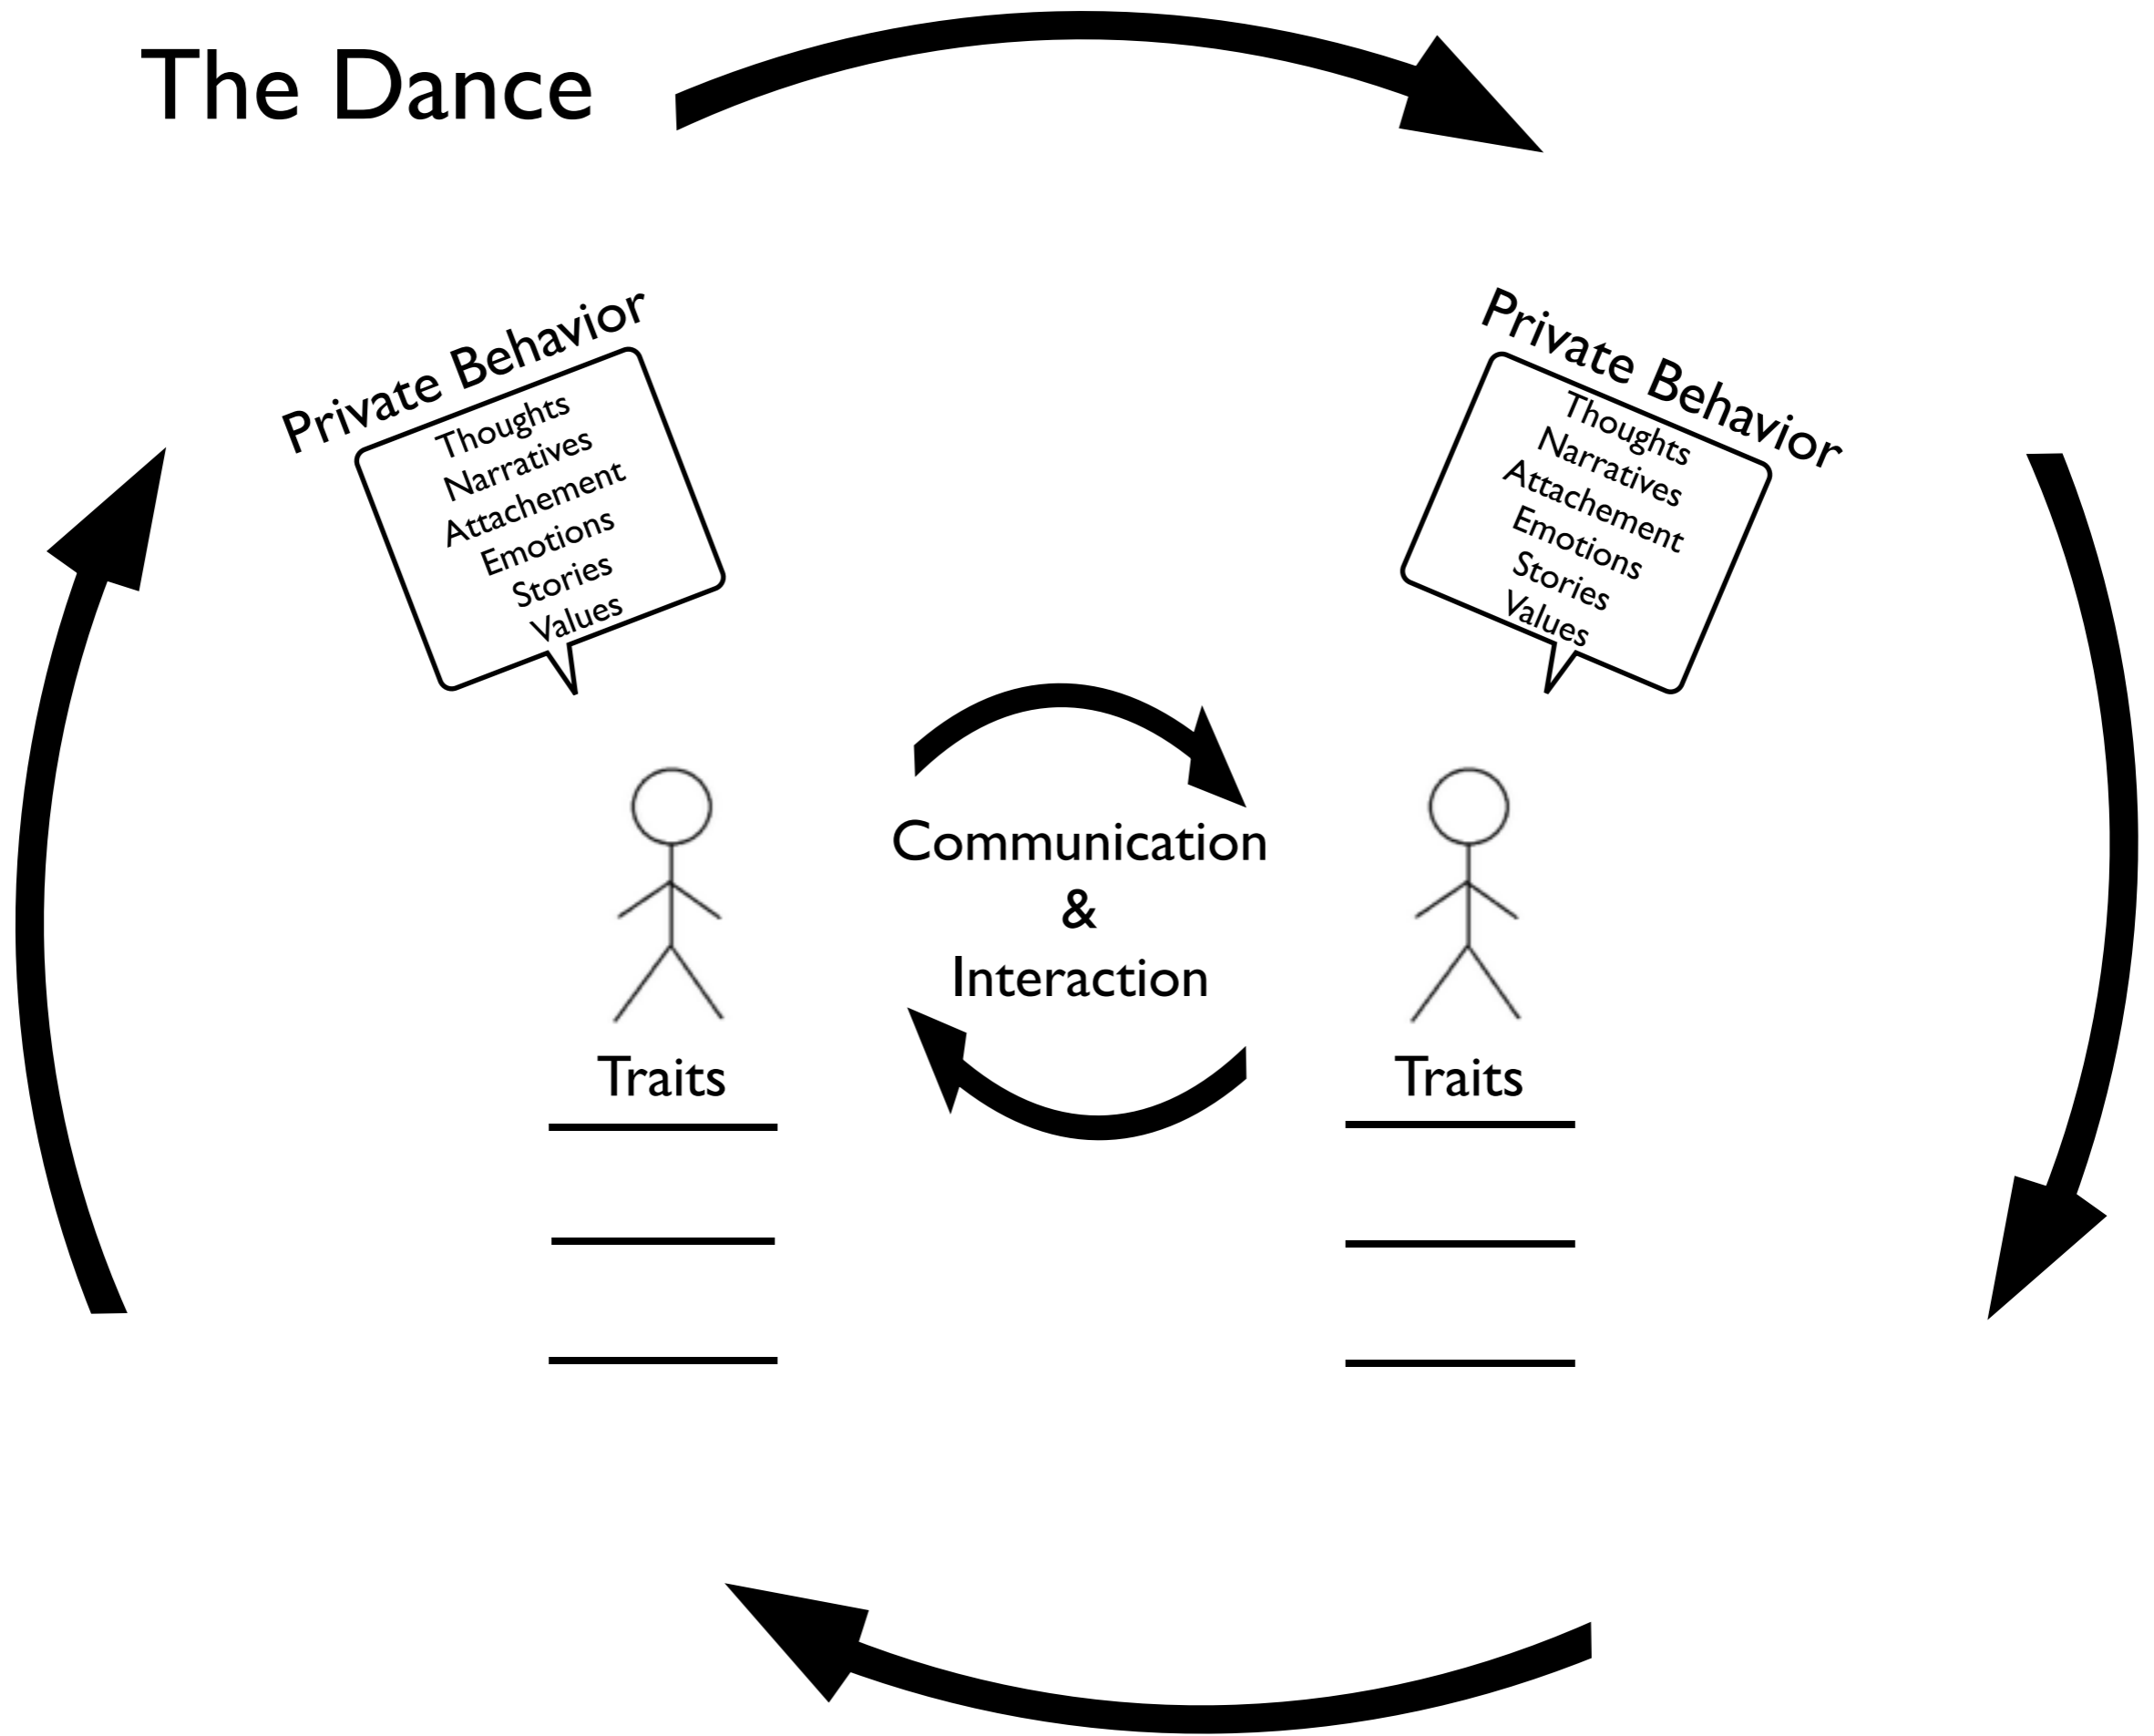 The Dance
Private Behavior
Thoughts
Narratives
Attachement
Emotions
Stories
Values
Private Behavior
Thoughts
Narratives
Attachement
Emotions
Stories
Values
Communication
&
Interaction
Traits
Traits